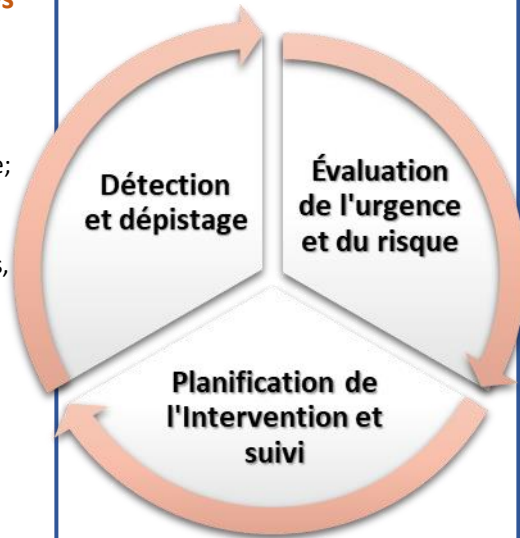 s
e;
s,
Détection
et dépistage
Évaluation
de l'urgence
et du risque
Planification de
l'Intervention et
suivi